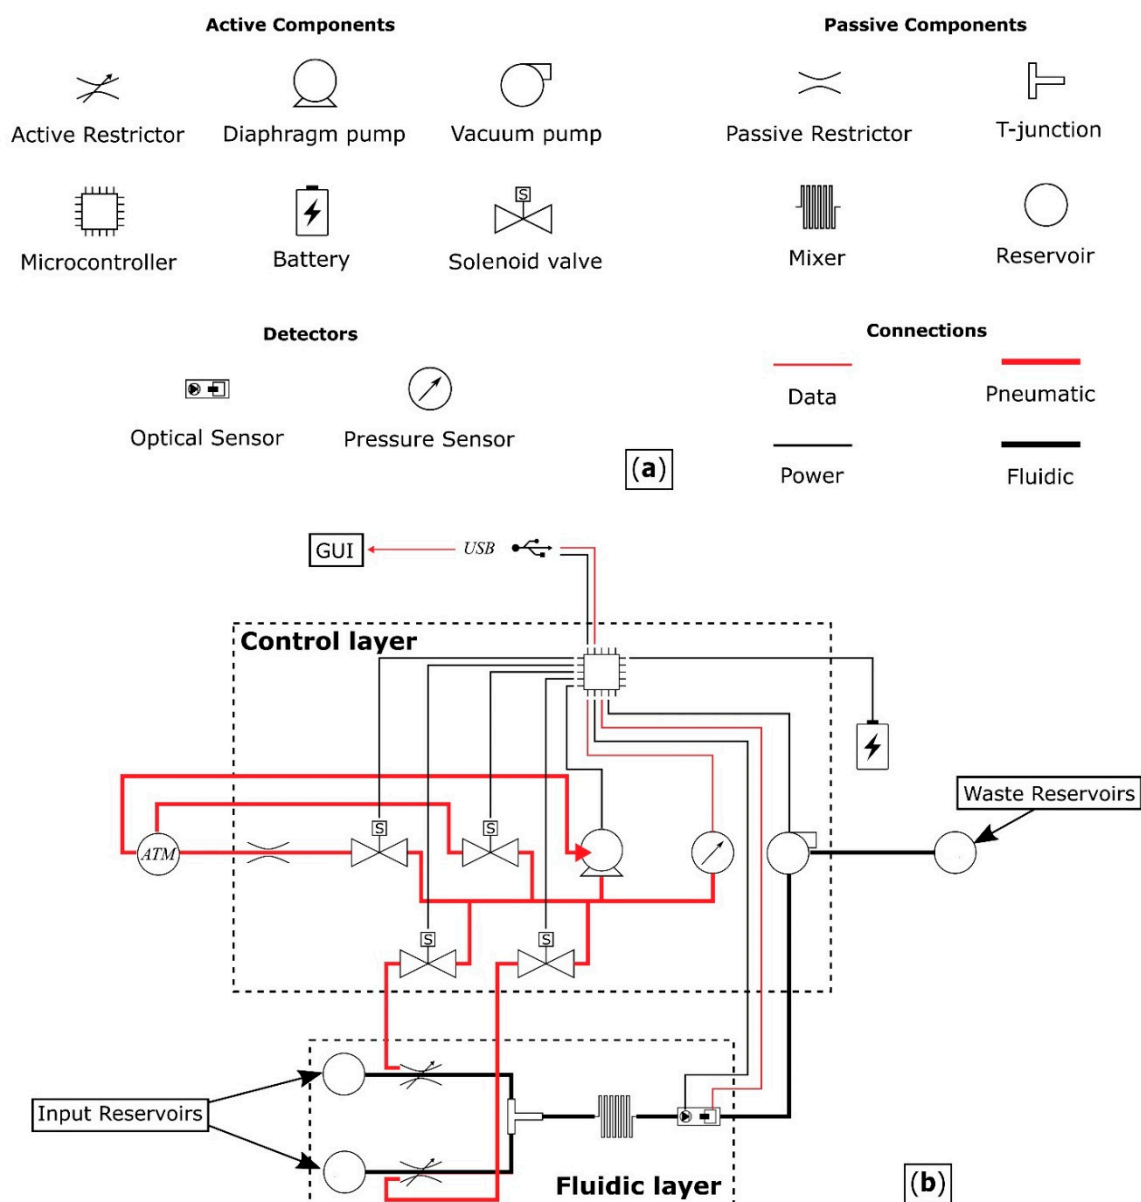 Active Components
Passive Components
Active Restrictor
Diaphragm pump
Vacuum pump
Passive Restrictor
T-junction
S
Microcontroller
Battery
Solenoid valve
Mixer
Reservoir
Detectors
Connections
Data
Pneumatic
Optical Sensor
Pressure Sensor
(a)
Power
Fluidic
GUI
USB
Control layer
Waste Reservoirs
S
S
ATM
S
S
Input Reservoirs
Fluidic layer
(b)